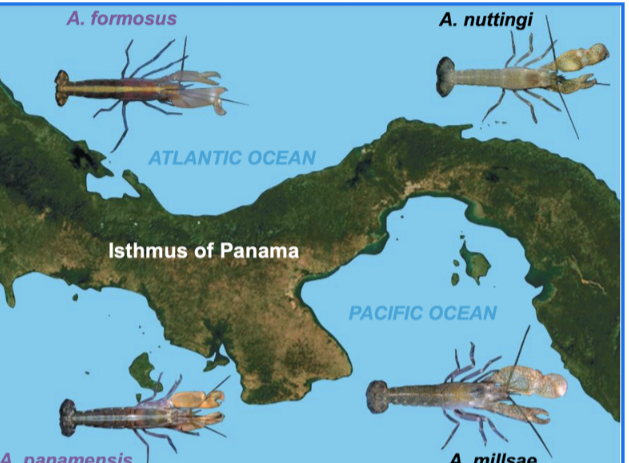 A. formosus
A. nuttingi
ATLANTIC OCEAN
Isthmus of Panama
PACIFIC OCEAN
A. panamensis
A. millsae